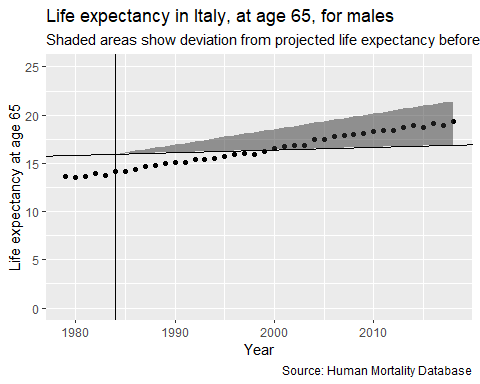 Life expectancy in Italy, at age 65, for males
Shaded areas show deviation from projected life expectancy before
25
20
15
10
5
0
Life expectancy at age 65
1980 1990 2000 2010
Year
Source: Human Mortality Database